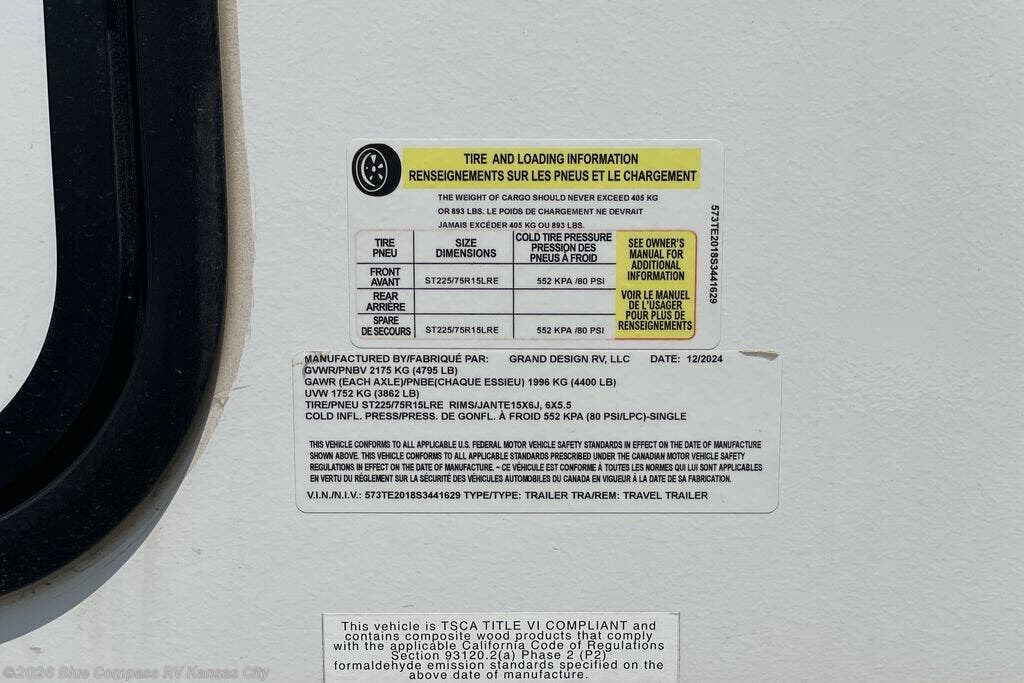 TIRE AND LOADING INFORMATION
RENSEIGNEMENTS SUR LES PNEUS ET LE CHARGEMENT
THE WEIGHT OF CARGO SHOULD NEVER EXCEED 405 KG
OR 893 LBS. LE POIDS DE CHARGEMENT NE DEVRAIT
JAMAIS EXCÉDER 405 KG OU 893 LBS.
TIRE
PNEU
SIZE
DIMENSIONS
COLD TIRE PRESSURE
PRESSION DES
PNEUS À FROID
FRONT
AVANT
ST225/75R15LRE
552 KPA /80 PSI
REAR
ARRIÈRE
SPARE
DE SECOURS
ST225/75R15LRE
552 KPA /80 PSI
SEE OWNER'S
MANUAL FOR
ADDITIONAL
INFORMATION
VOIR LE MANUEL
DE L'USAGER
POUR PLUS DE
RENSEIGNEMENTS
573TE2018S3441629
MANUFACTURED BY/FABRIQUÉ PAR: GRAND DESIGN RV, LLC DATE: 12/2024
GVWR/PNBV 2175 KG (4795 LB)
GAWR (EACH AXLE)/PNBE(CHAQUE ESSIEU) 1996 KG (4400 LB)
UVW 1752 KG (3862 LB)
TIRE/PNEU ST225/75R15LRE RIMS/JANTE15X6J, 6X5.5
COLD INFL. PRESS/PRESS. DE GONFL. À FROID 552 KPA (80 PSI/LPC)-SINGLE
THIS VEHICLE CONFORMS TO ALL APPLICABLE U.S. FEDERAL MOTOR VEHICLE SAFETY STANDARDS IN EFFECT ON THE DATE OF MANUFACTURE
SHOWN ABOVE. THIS VEHICLE CONFORMS TO ALL APPLICABLE STANDARDS PRESCRIBED UNDER THE CANADIAN MOTOR VEHICLE SAFETY
REGULATIONS IN EFFECT ON THE DATE OF MANUFACTURE. ~ CE VÉHICULE EST CONFORME À TOUTES LES NORMES QUI LUI SONT APPLICABLES
EN VERTU DU RÉGLEMENT SUR LA SÉCURITÉ DES VÉHICULES AUTOMOBILES DU CANADA EN VIGUEUR À LA DATE DE SA FABRICATION.
V.I.N./N.I.V.: 573TE2018S3441629 TYPE/TYPE: TRAILER TRA/REM: TRAVEL TRAILER
This vehicle is TSCA TITLE VI COMPLIANT and
contains composite wood products that comply
with the applicable California Code of Regulations
Section 93120.2(a) Phase 2 (P2)
formaldehyde emission standards specified on the
above date of manufacture.
©2026 Blue Compass RV Kansas City